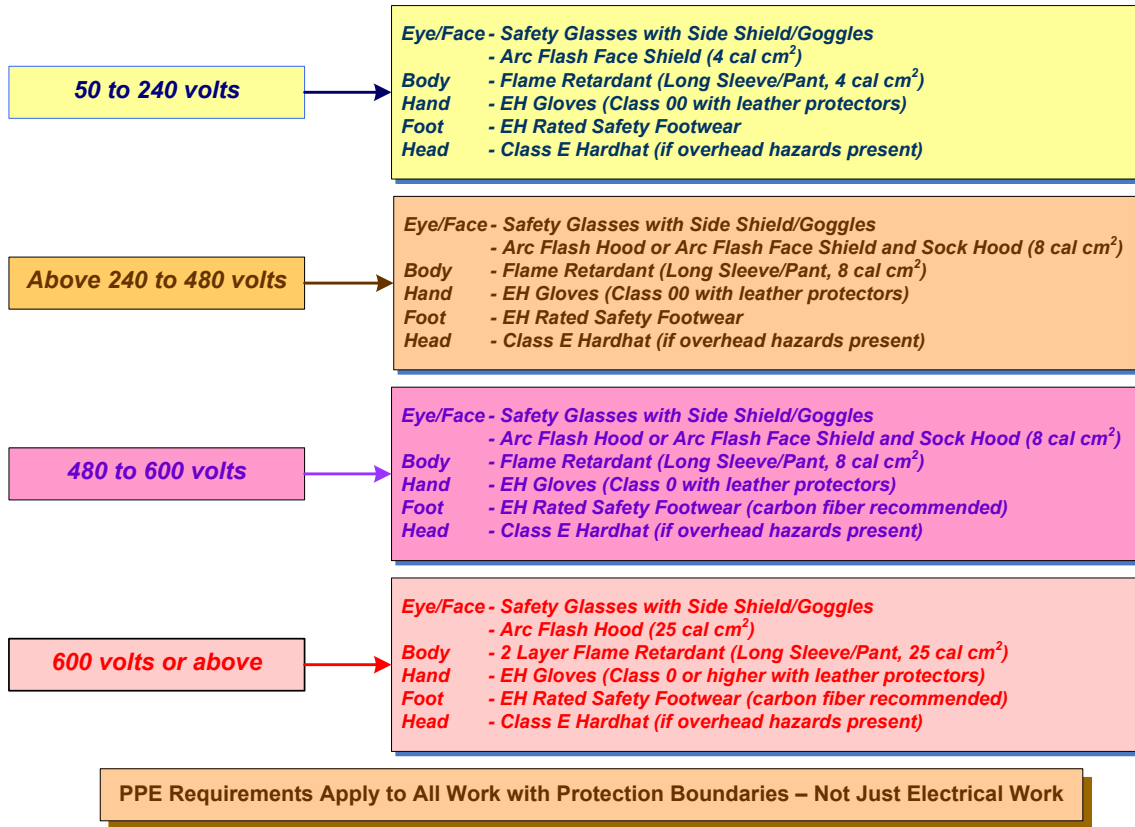 50 to 240 volts
Eye/Face - Safety Glasses with Side Shield/Goggles
- Arc Flash Face Shield (4 cal cm²)
Body - Flame Retardant (Long Sleeve/Pant, 4 cal cm²)
Hand - EH Gloves (Class 00 with leather protectors)
Foot - EH Rated Safety Footwear
Head - Class E Hardhat (if overhead hazards present)
Above 240 to 480 volts
Eye/Face - Safety Glasses with Side Shield/Goggles
- Arc Flash Hood or Arc Flash Face Shield and Sock Hood (8 cal cm²)
Body - Flame Retardant (Long Sleeve/Pant, 8 cal cm²)
Hand - EH Gloves (Class 00 with leather protectors)
Foot - EH Rated Safety Footwear
Head - Class E Hardhat (if overhead hazards present)
480 to 600 volts
Eye/Face - Safety Glasses with Side Shield/Goggles
- Arc Flash Hood or Arc Flash Face Shield and Sock Hood (8 cal cm²)
Body - Flame Retardant (Long Sleeve/Pant, 8 cal cm²)
Hand - EH Gloves (Class 0 with leather protectors)
Foot - EH Rated Safety Footwear (carbon fiber recommended)
Head - Class E Hardhat (if overhead hazards present)
600 volts or above
Eye/Face - Safety Glasses with Side Shield/Goggles
- Arc Flash Hood (25 cal cm²)
Body - 2 Layer Flame Retardant (Long Sleeve/Pant, 25 cal cm²)
Hand - EH Gloves (Class 0 or higher with leather protectors)
Foot - EH Rated Safety Footwear (carbon fiber recommended)
Head - Class E Hardhat (if overhead hazards present)
PPE Requirements Apply to All Work with Protection Boundaries – Not Just Electrical Work